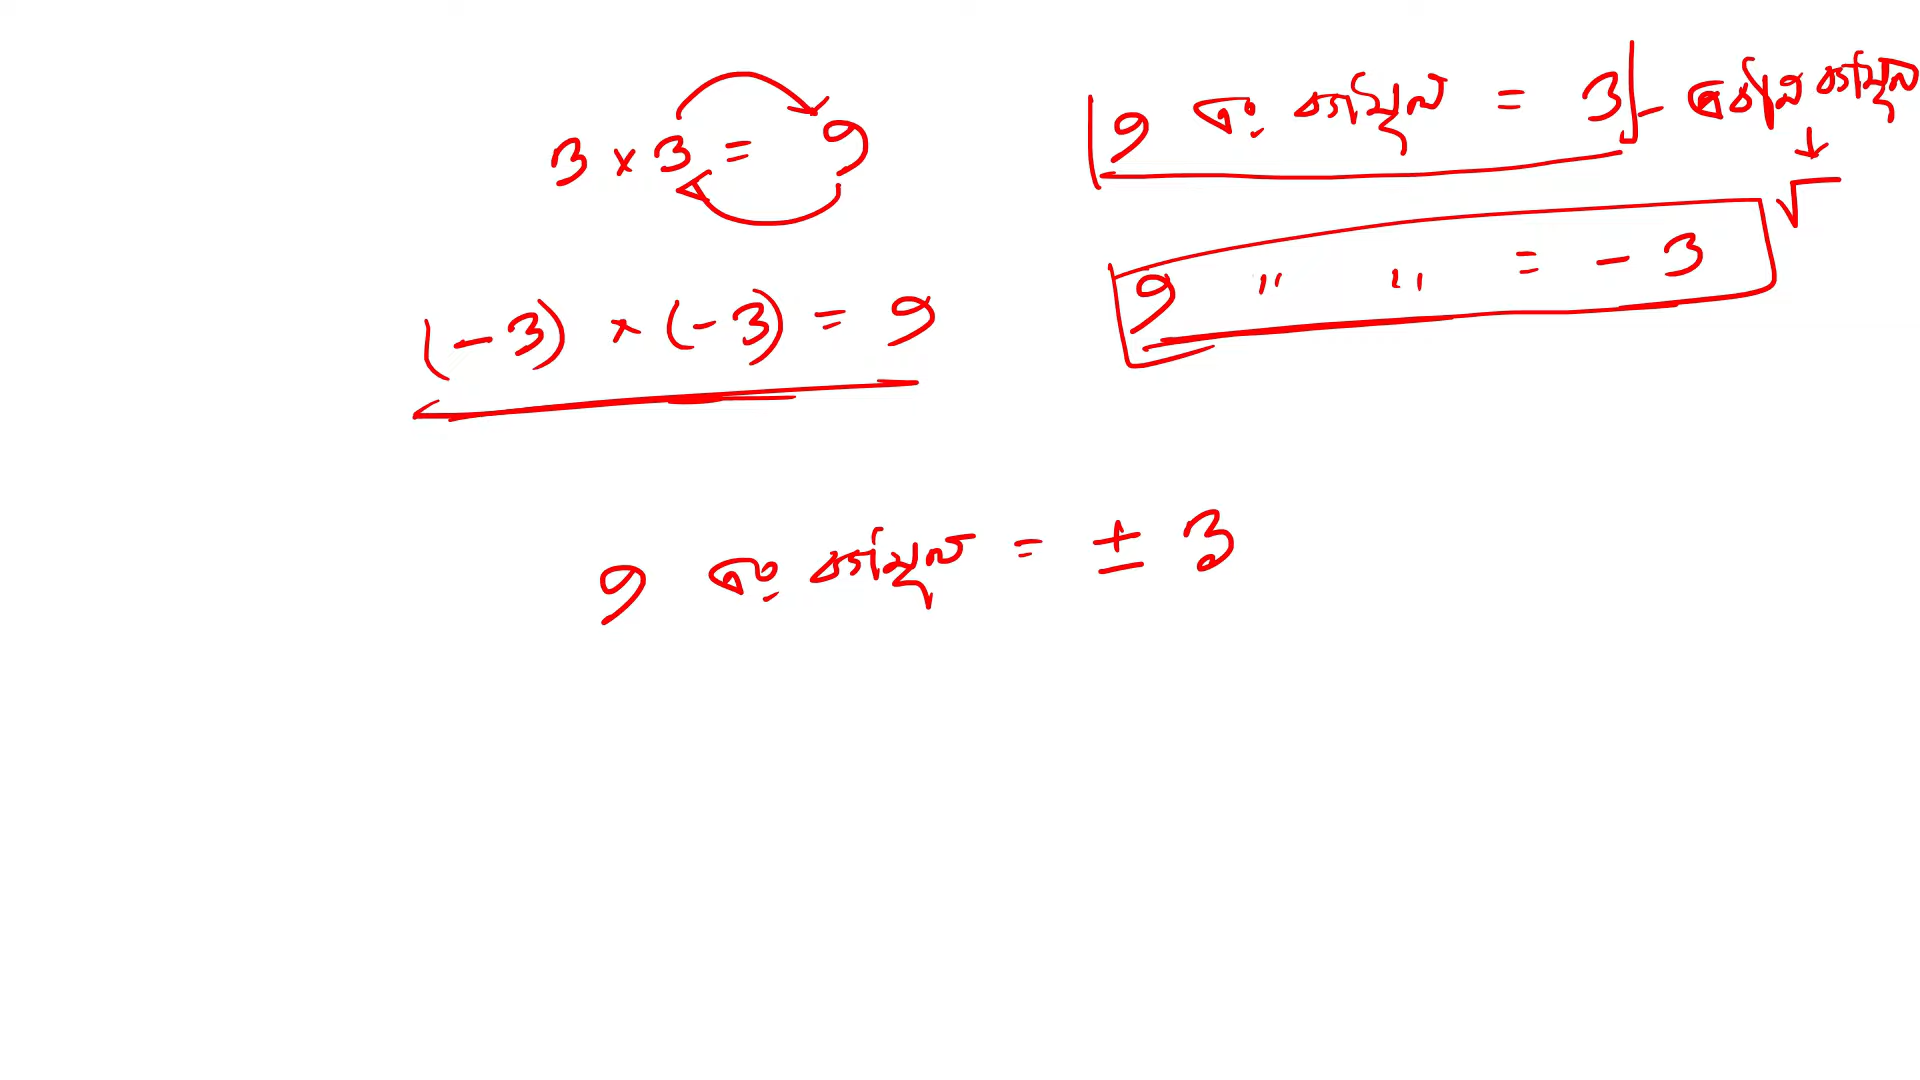 3 × 3 = 9
9 এর বর্গমূল = 3 - প্রধান বর্গমূল
↓
√
9 " " = - 3
(-3) × (-3) = 9
9 এর বর্গমূল = ± 3